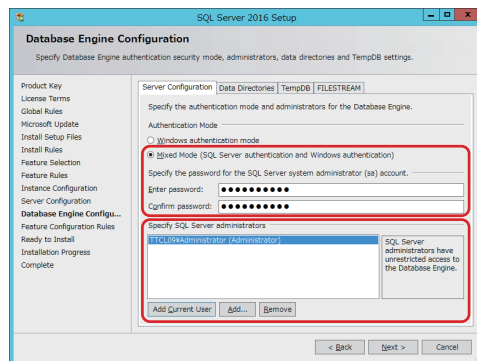 SQL Server 2016 Setup
Database Engine Configuration
Specify Database Engine authentication security mode, administrators, data directories and TempDB settings.
Product Key
License Terms
Global Rules
Microsoft Update
Install Setup Files
Install Rules
Feature Selection
Feature Rules
Instance Configuration
Server Configuration
Database Engine Configu...
Feature Configuration Rules
Ready to Install
Installation Progress
Complete
Server Configuration Data Directories TempDB FILESTREAM
Specify the authentication mode and administrators for the Database Engine.
Authentication Mode
Windows authentication mode
Mixed Mode (SQL Server authentication and Windows authentication)
Specify the password for the SQL Server system administrator (sa) account.
Enter password: ●●●●●●●●●●
Confirm password: ●●●●●●●●●●
Specify SQL Server administrators
TTCL09¥Administrator (Administrator)
SQL Server
administrators have
unrestricted access to
the Database Engine.
Add Current User Add... Remove
< Back Next > Cancel